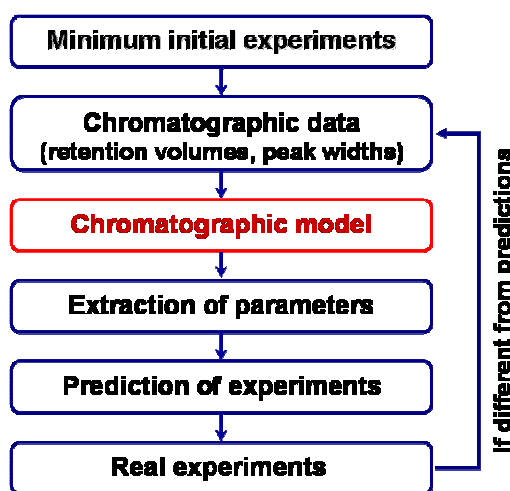 Minimum initial experiments
Chromatographic data
(retention volumes, peak widths)
Chromatographic model
Extraction of parameters
Prediction of experiments
Real experiments
If different from predictions